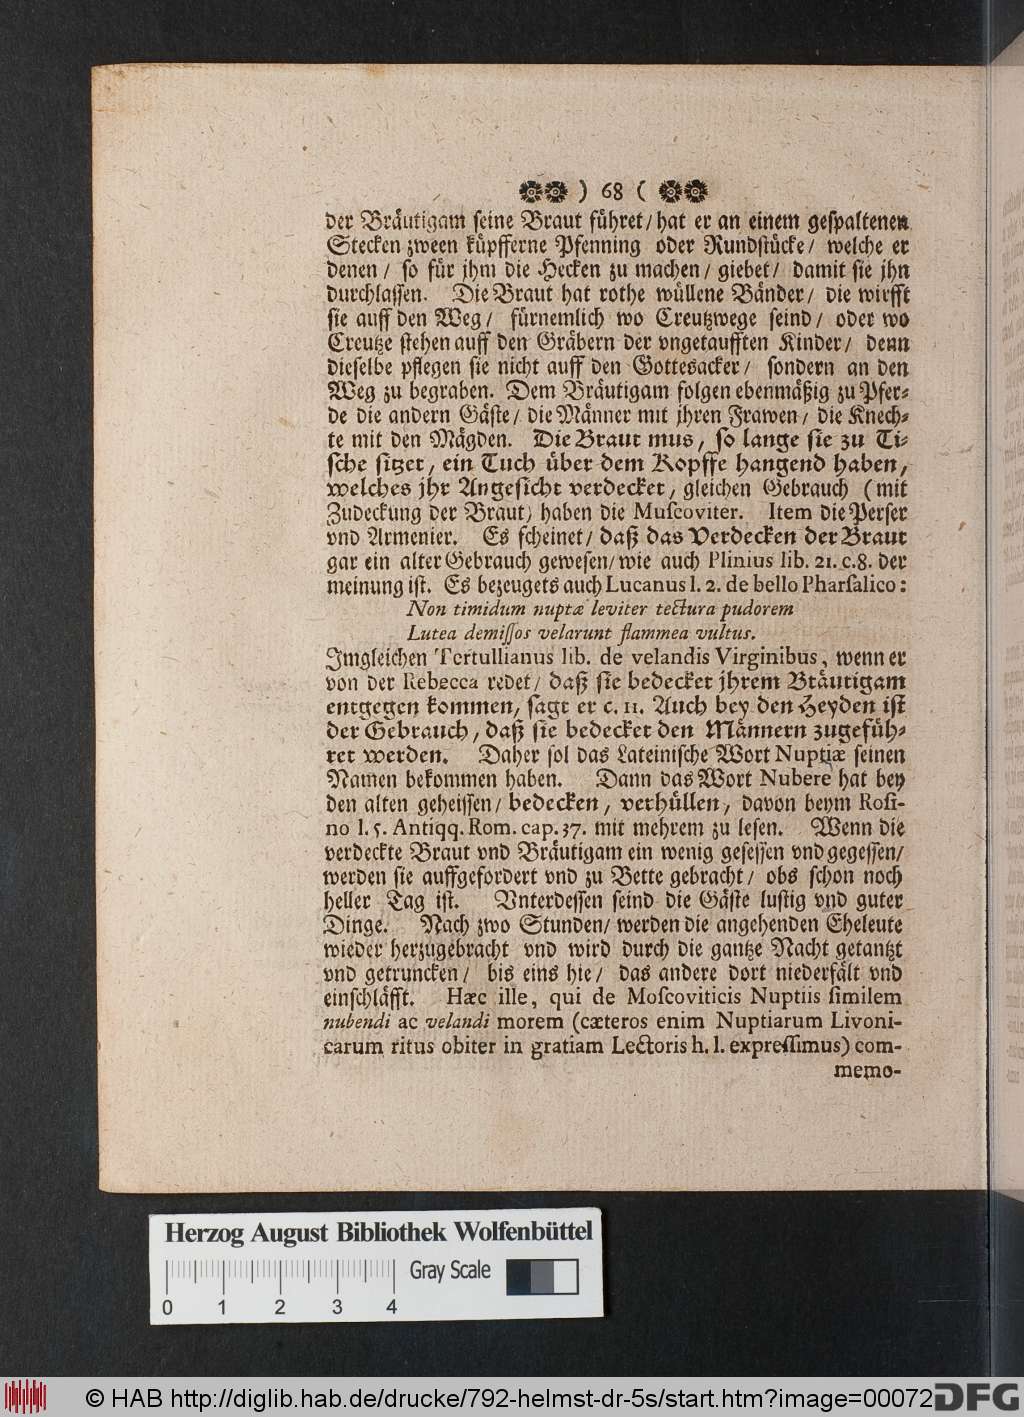 ) 68 (
der Bräutigam seine Braut führet/ hat er an einem gespaltenen
Stecken zween küpfferne Pfenning oder Rundstücke/ welche er
denen/ so für jhm die Hecken zu machen/ giebet/ damit sie jhn
durchlassen. Die Braut hat rothe wüllene Bänder/ die wirfft
sie auff den Weg/ fürnemlich wo Creutzwege seind/ oder wo
Creutze stehen auff den Gräbern der vngetaufften Kinder/ denn
dieselbe pflegen sie nicht auff den Gottesacker/ sondern an den
Weg zu begraben. Dem Bräutigam folgen ebenmäßig zu Pfer-
de die andern Gäste/ die Männer mit jhren Frawen/ die Knech-
te mit den Mägden. Die Braut mus, so lange sie zu Ti-
sche sitzet, ein Tuch über dem Kopffe hangend haben,
welches jhr Angesicht verdecket, gleichen Gebrauch (mit
Zudeckung der Braut) haben die Muſcoviter. Item die Perser
vnd Armenier. Es scheinet/ daß das Verdecken der Braut
gar ein alter Gebrauch gewesen/ wie auch Plinius lib. 21. c. 8. der
meinung ist. Es bezeugets auch Lucanus l. 2. de bello Pharſalico:
Non timidum nuptæ leviter tectura pudorem
Lutea demiſſos velarunt flammea vultus.
Imgleichen Tertullianus lib. de velandis Virginibus, wenn er
von der Rebecca redet/ daß sie bedecket jhrem Btäutigam
entgegen kommen, sagt er c. 11. Auch bey den Heyden ist
der Gebrauch, daß sie bedecket den Männern zugefüh-
ret werden. Daher sol das Lateinische Wort Nuptiæ seinen
Namen bekommen haben. Dann das Wort Nubere hat bey
den alten geheissen/ bedecken, verhüllen, davon beym Roſi-
no l. 5. Antiqq. Rom. cap. 37. mit mehrem zu lesen. Wenn die
verdeckte Braut vnd Bräutigam ein wenig gesessen vnd gegessen/
werden sie auffgefordert vnd zu Bette gebracht/ obs schon noch
heller Tag ist. Vnterdessen seind die Gäste lustig vnd guter
Dinge. Nach zwo Stunden/ werden die angehenden Eheleute
wieder herzugebracht vnd wird durch die gantze Nacht getantzt
vnd getruncken/ bis eins hie/ das andere dort niederfält vnd
einschläfft. Hæc ille, qui de Moſcoviticis Nuptiis ſimilem
nubendi ac velandi morem (cæteros enim Nuptiarum Livoni-
carum ritus obiter in gratiam Lectoris h. l. expreſſimus) com-
memo-
Herzog August Bibliothek Wolfenbüttel
Gray Scale
0 1 2 3 4
© HAB http://diglib.hab.de/drucke/792-helmst-dr-5s/start.htm?image=00072
DFG